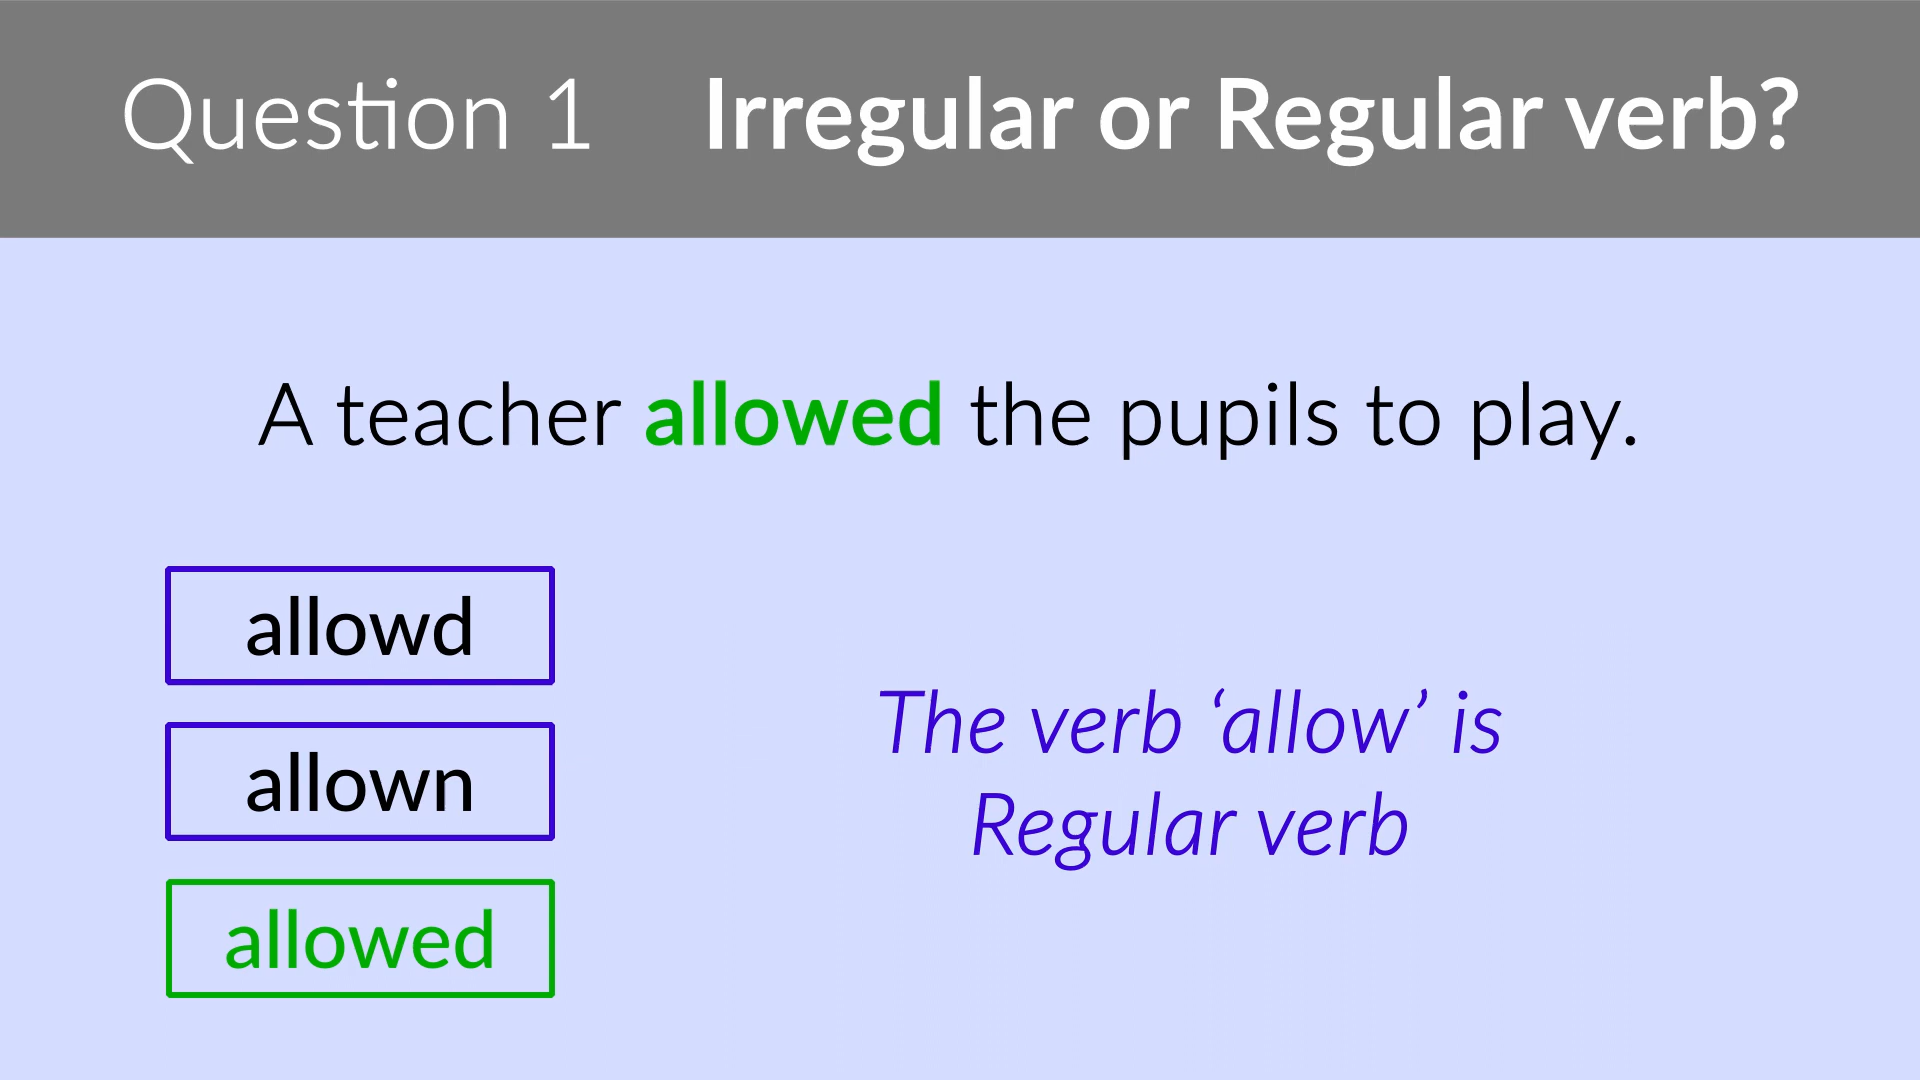 Question 1 Irregular or Regular verb?
A teacher allowed the pupils to play.
allowd
allown
allowed
The verb ‘allow’ is
Regular verb